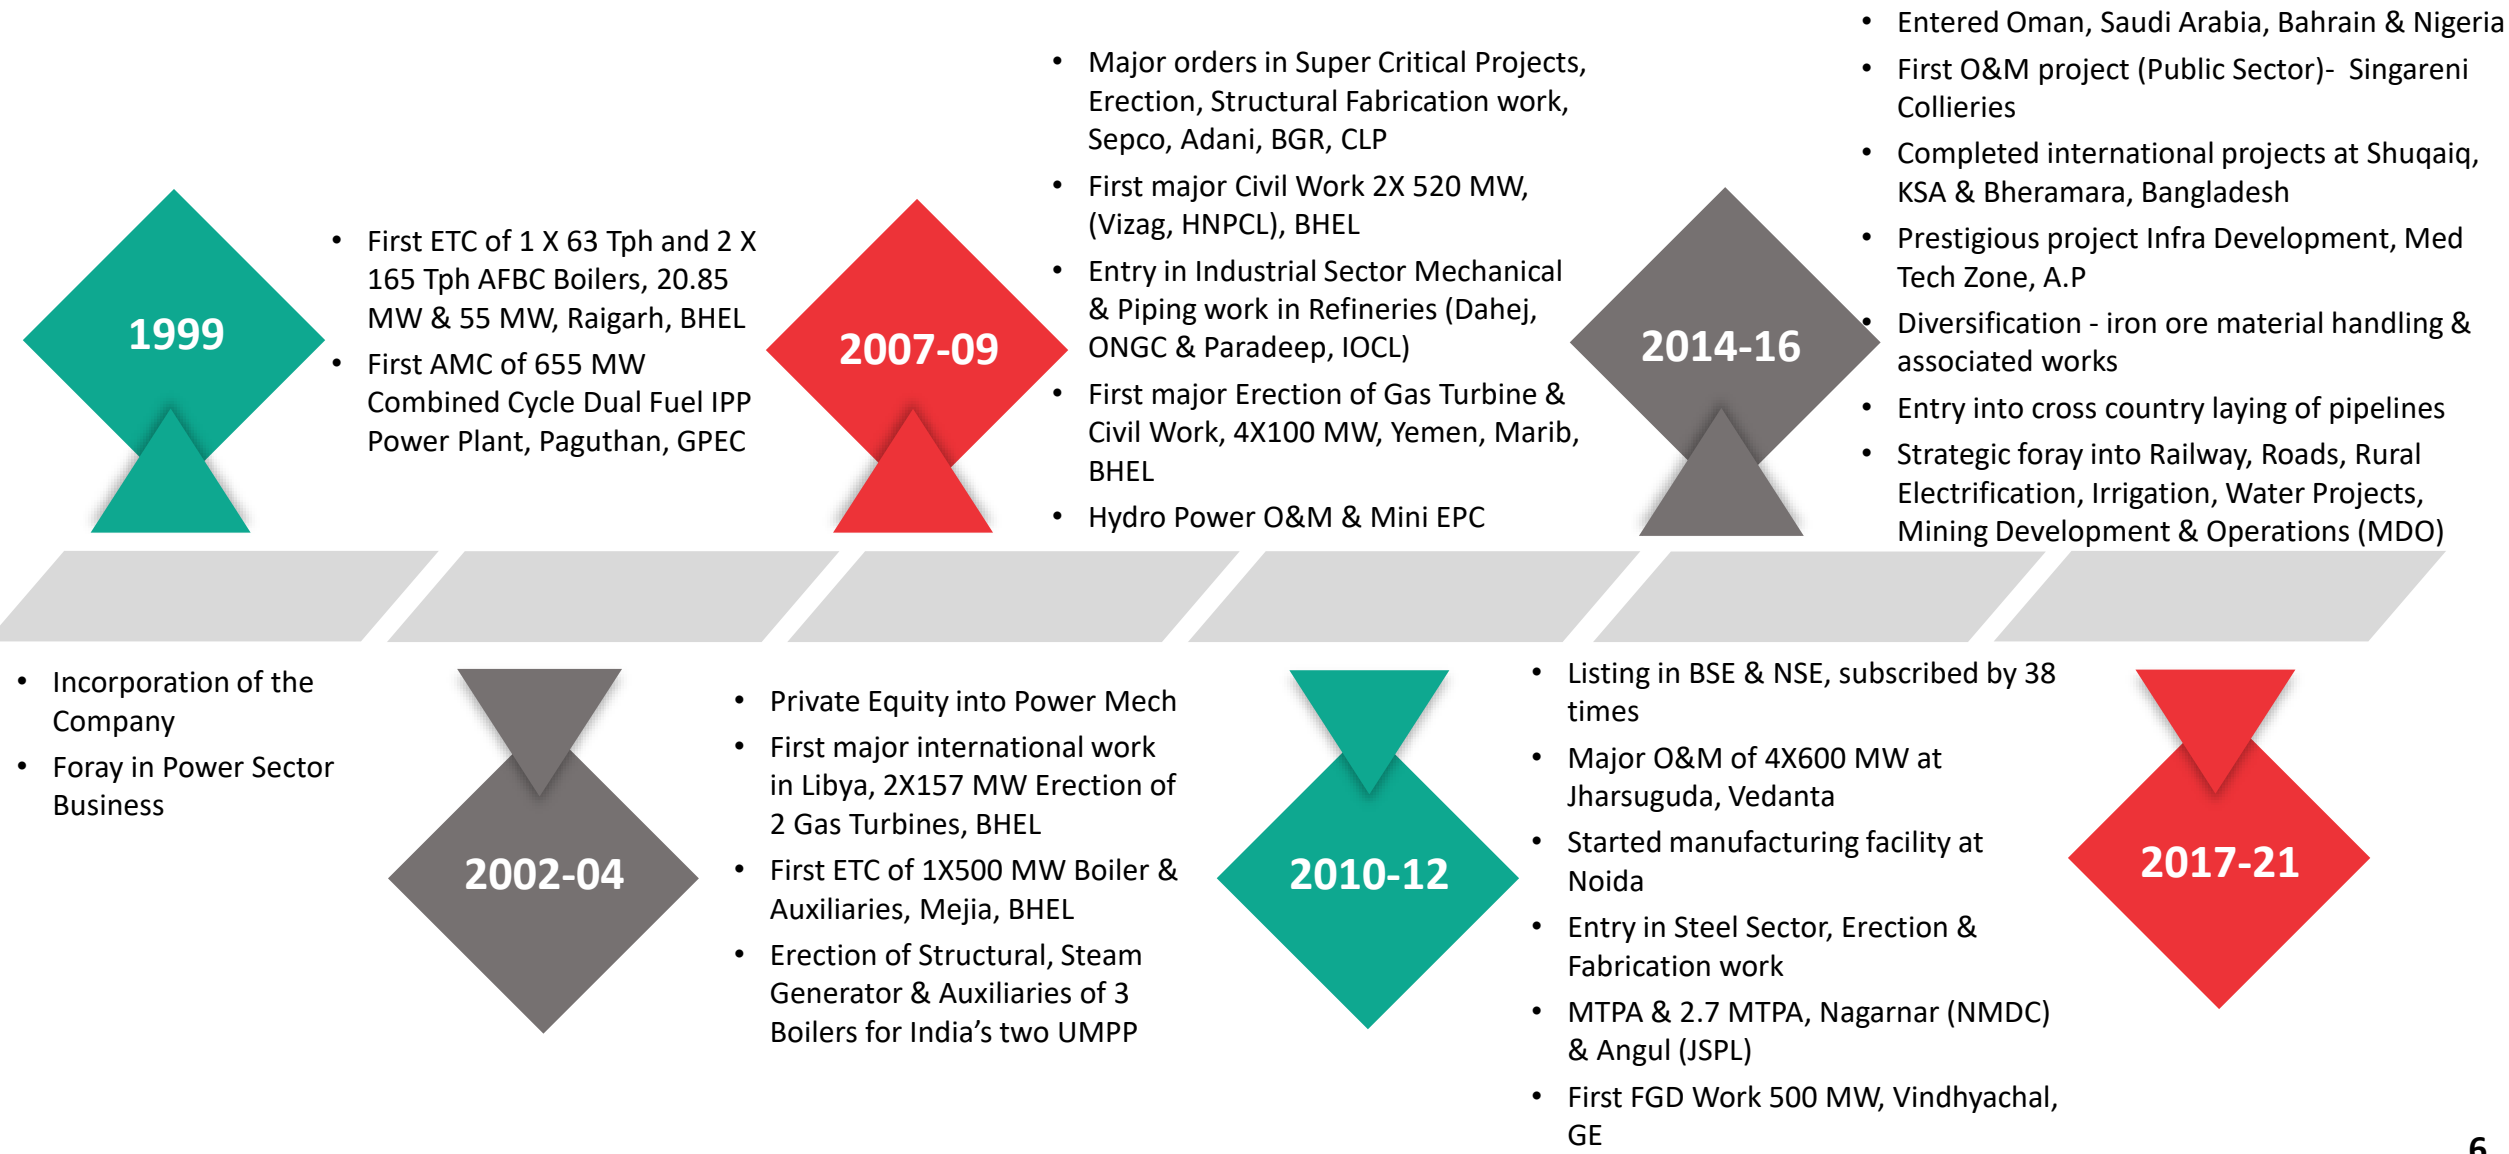 1999
• First ETC of 1 X 63 Tph and 2 X
165 Tph AFBC Boilers, 20.85
MW & 55 MW, Raigarh, BHEL
• First AMC of 655 MW
Combined Cycle Dual Fuel IPP
Power Plant, Paguthan, GPEC
2007-09
• Major orders in Super Critical Projects,
Erection, Structural Fabrication work,
Sepco, Adani, BGR, CLP
• First major Civil Work 2X 520 MW,
(Vizag, HNPCL), BHEL
• Entry in Industrial Sector Mechanical
& Piping work in Refineries (Dahej,
ONGC & Paradeep, IOCL)
• First major Erection of Gas Turbine &
Civil Work, 4X100 MW, Yemen, Marib,
BHEL
• Hydro Power O&M & Mini EPC
2014-16
• Entered Oman, Saudi Arabia, Bahrain & Nigeria
• First O&M project (Public Sector)- Singareni
Collieries
• Completed international projects at Shuqaiq,
KSA & Bheramara, Bangladesh
• Prestigious project Infra Development, Med
Tech Zone, A.P
• Diversification - iron ore material handling &
associated works
• Entry into cross country laying of pipelines
• Strategic foray into Railway, Roads, Rural
Electrification, Irrigation, Water Projects,
Mining Development & Operations (MDO)
• Incorporation of the
Company
• Foray in Power Sector
Business
2002-04
• Private Equity into Power Mech
• First major international work
in Libya, 2X157 MW Erection of
2 Gas Turbines, BHEL
• First ETC of 1X500 MW Boiler &
Auxiliaries, Mejia, BHEL
• Erection of Structural, Steam
Generator & Auxiliaries of 3
Boilers for India’s two UMPP
2010-12
• Listing in BSE & NSE, subscribed by 38
times
• Major O&M of 4X600 MW at
Jharsuguda, Vedanta
• Started manufacturing facility at
Noida
• Entry in Steel Sector, Erection &
Fabrication work
• MTPA & 2.7 MTPA, Nagarnar (NMDC)
& Angul (JSPL)
• First FGD Work 500 MW, Vindhyachal,
GE
2017-21
6